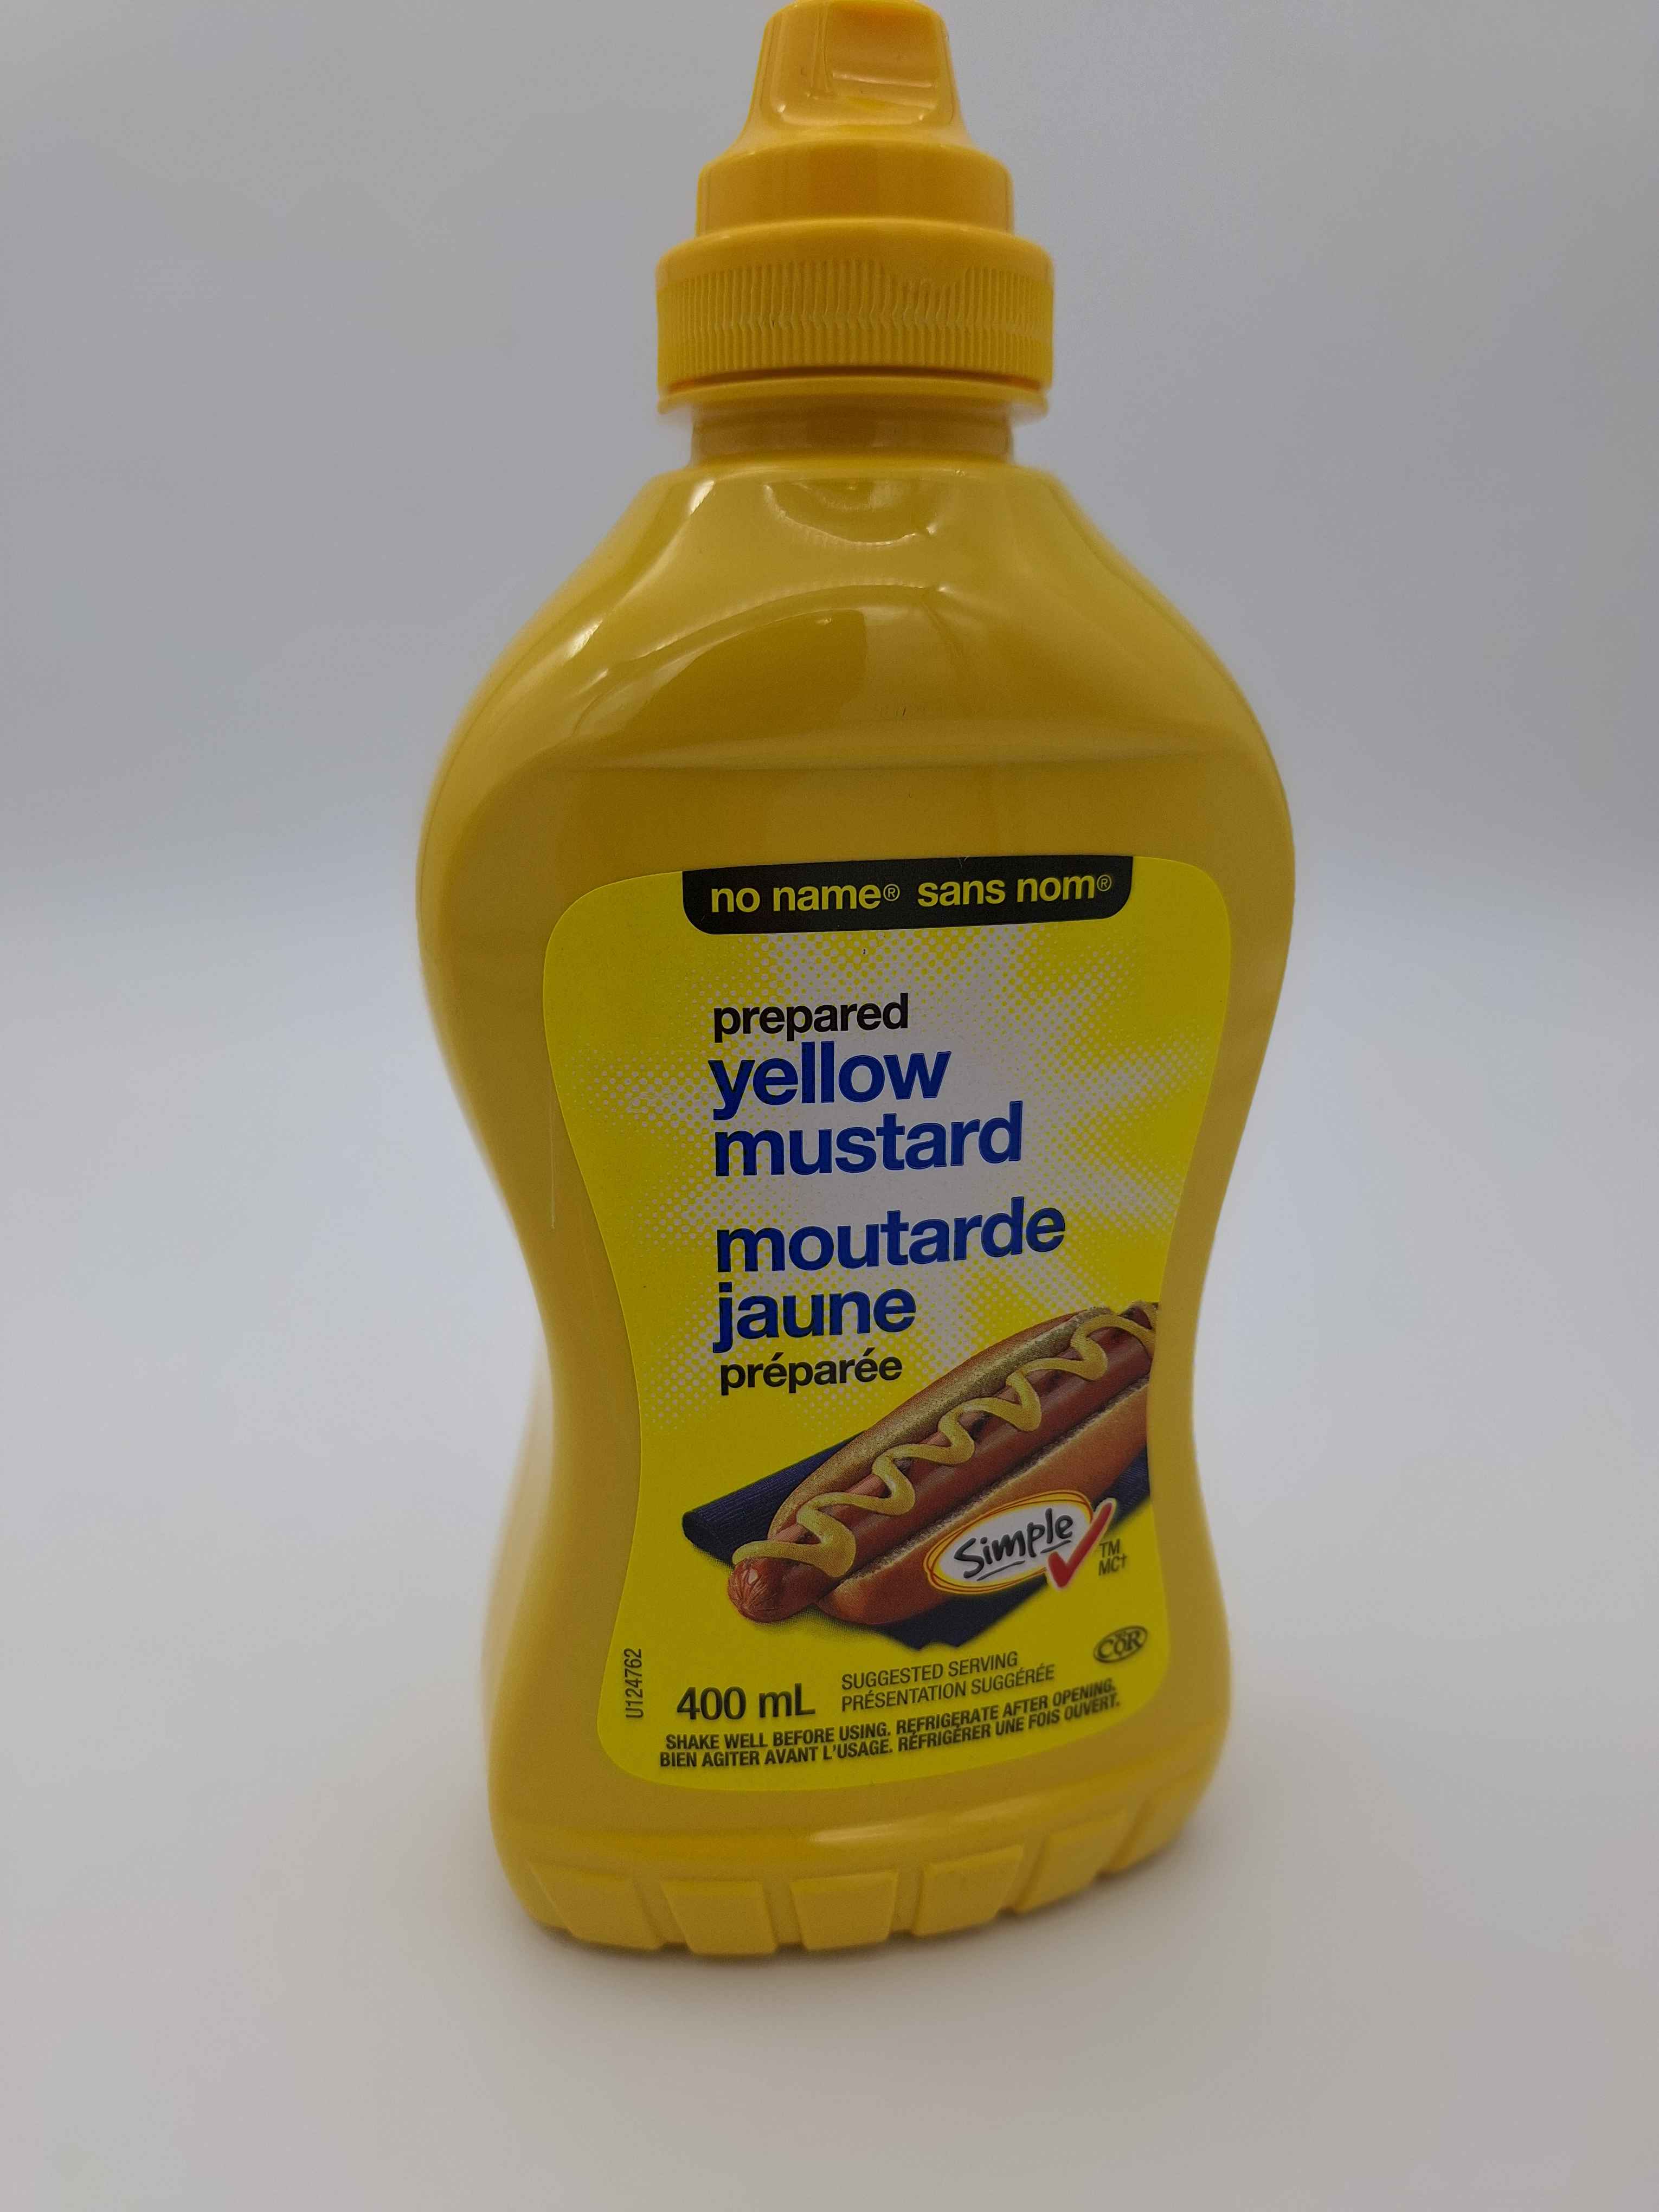 no name® sans nom®
prepared
yellow
mustard
moutarde
jaune
préparée
Simple
TM
MC†
COR
U124762
400 mL
SUGGESTED SERVING
PRÉSENTATION SUGGÉRÉE
SHAKE WELL BEFORE USING. REFRIGERATE AFTER OPENING.
BIEN AGITER AVANT L'USAGE. RÉFRIGÉRER UNE FOIS OUVERT.